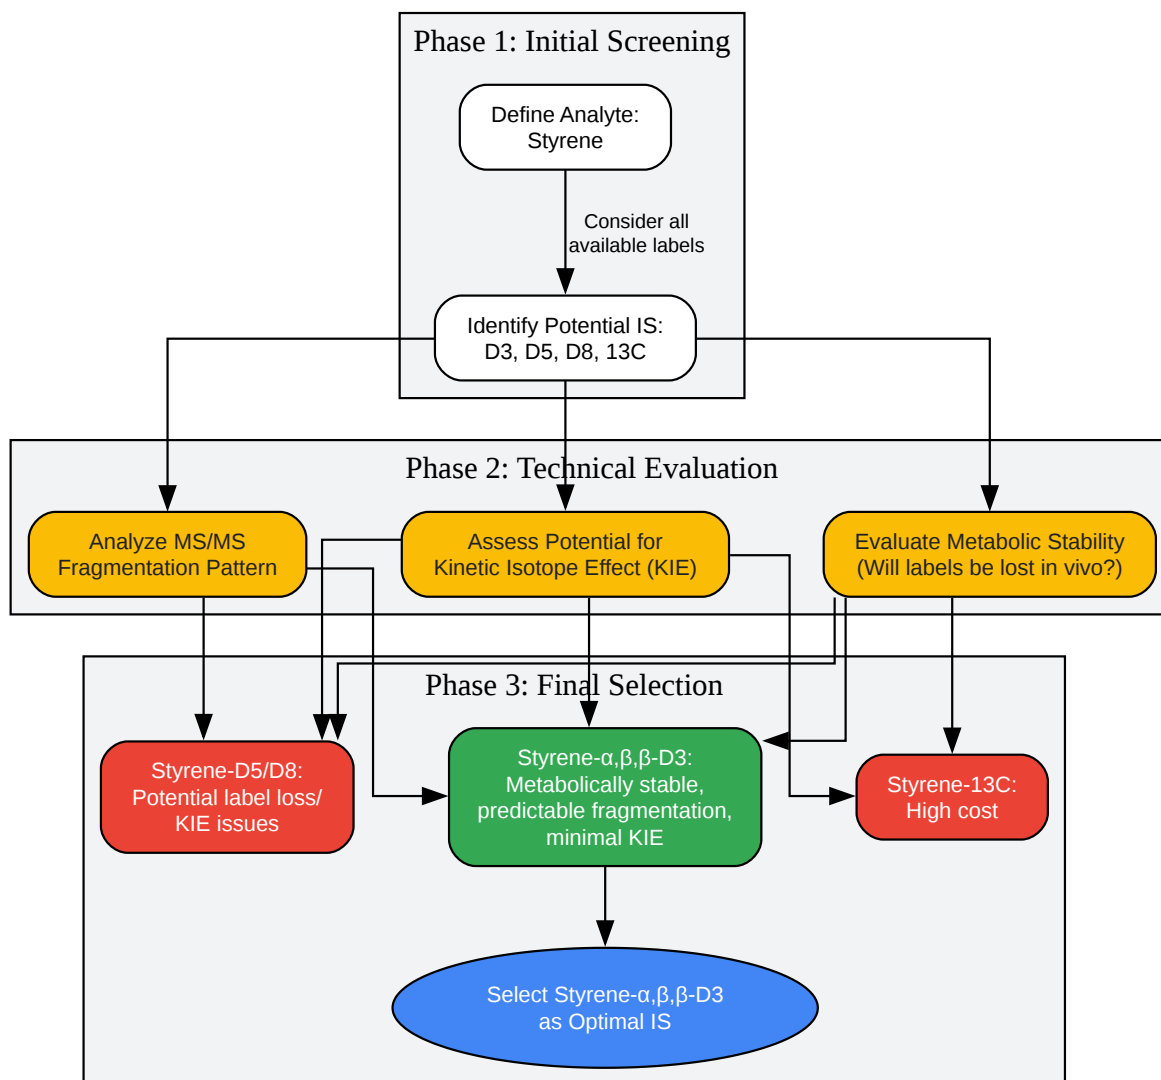 Phase 1: Initial Screening
Define Analyte:
Styrene
Consider all
available labels
Identify Potential IS:
D3, D5, D8, 13C
Phase 2: Technical Evaluation
Analyze MS/MS
Fragmentation Pattern
Assess Potential for
Kinetic Isotope Effect (KIE)
Evaluate Metabolic Stability
(Will labels be lost in vivo?)
Phase 3: Final Selection
Styrene-D5/D8:
Potential label loss/
KIE issues
Styrene-α,β,β-D3:
Metabolically stable,
predictable fragmentation,
minimal KIE
Styrene-13C:
High cost
Select Styrene-α,β,β-D3
as Optimal IS